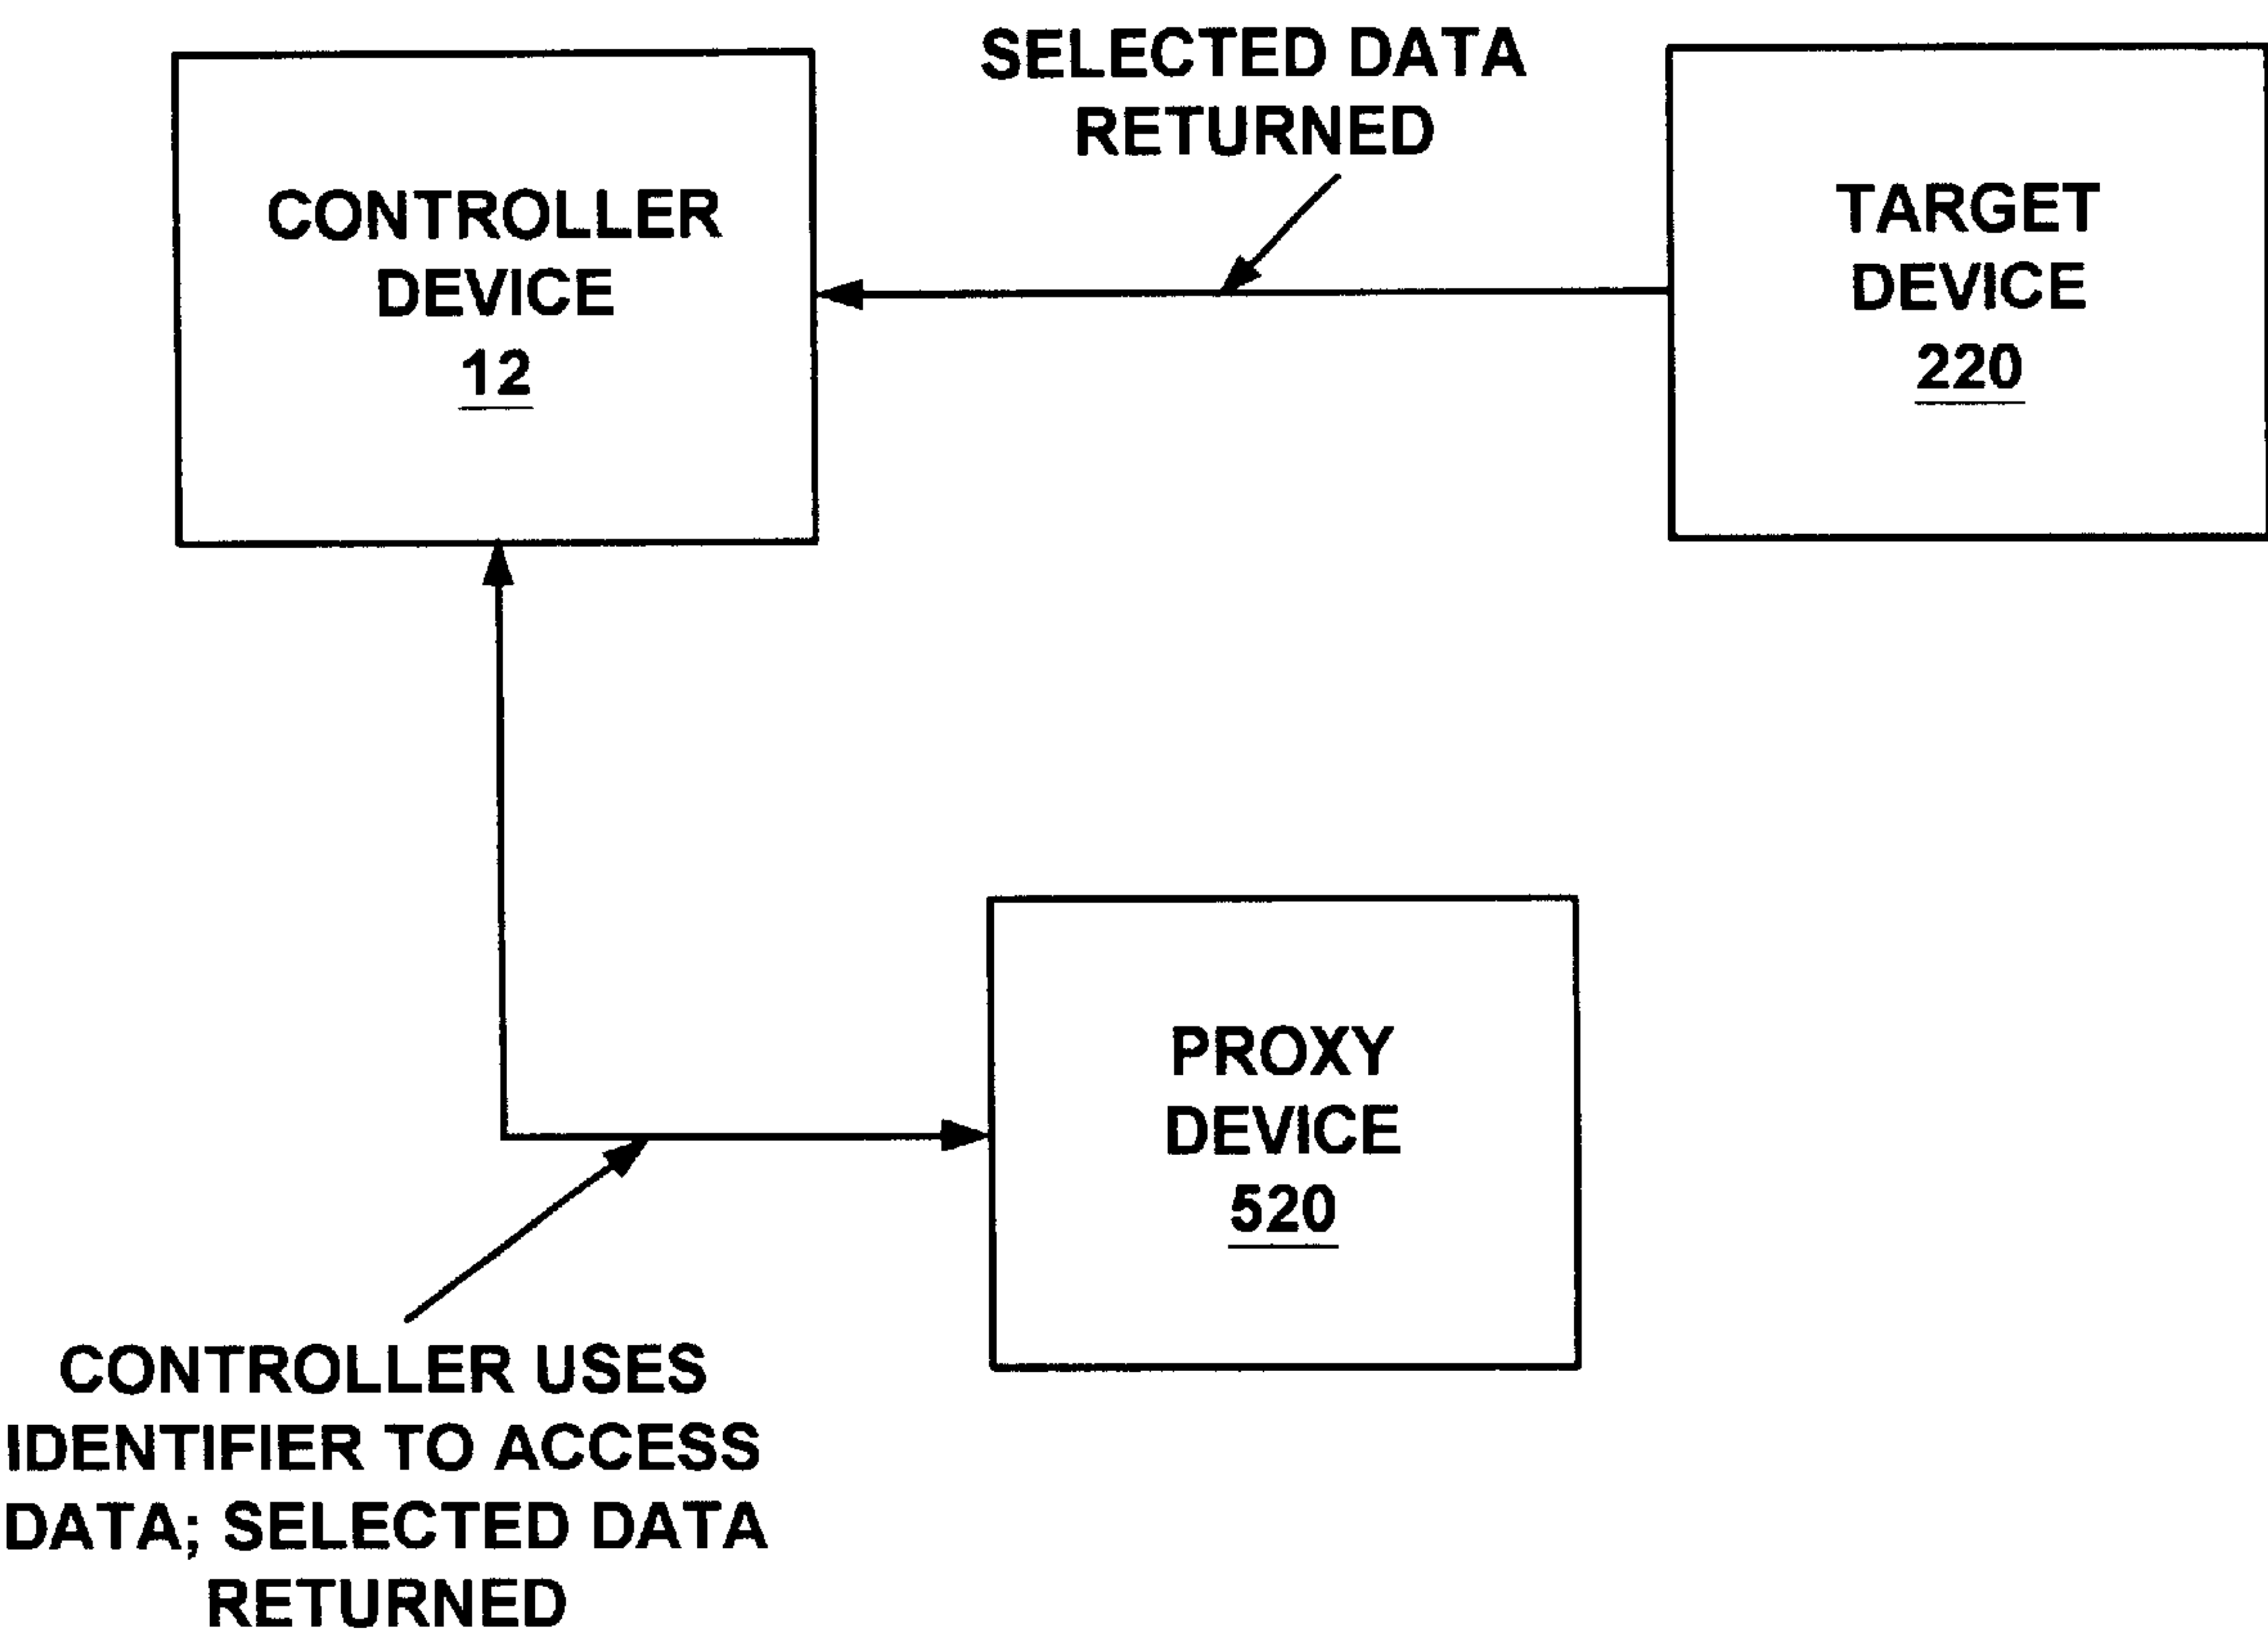 SELECTED DATA
RETURNED
CONTROLLER
DEVICE
12
TARGET
DEVICE
220
PROXY
DEVICE
520
CONTROLLER USES
IDENTIFIER TO ACCESS
DATA; SELECTED DATA
RETURNED